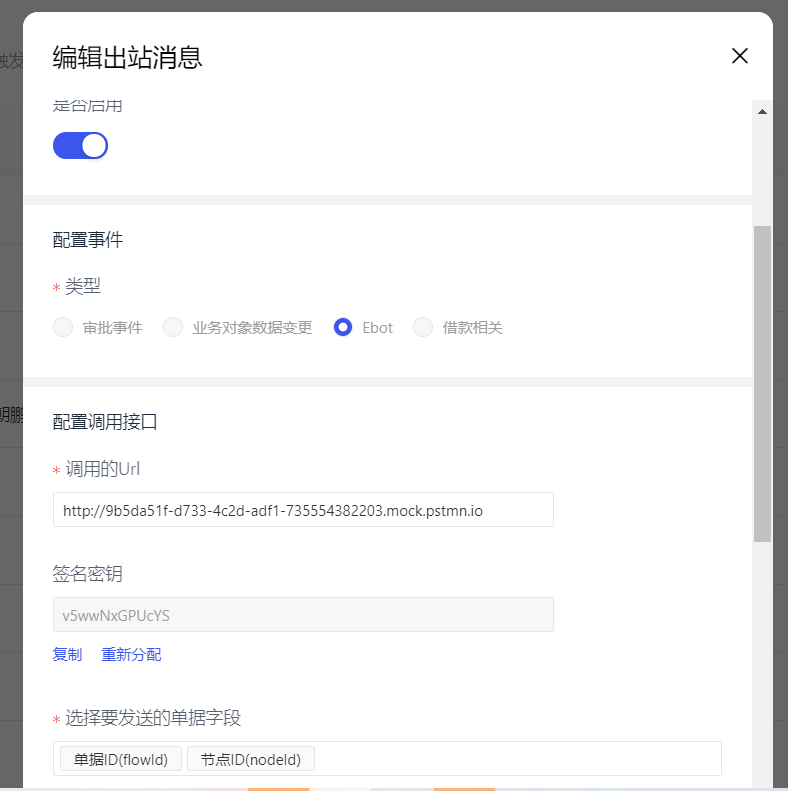 触发
编辑出站消息
是否启用
配置事件
* 类型
审批事件 业务对象数据变更 Ebot 借款相关
配置调用接口
朝鹏
* 调用的Url
http://9b5da51f-d733-4c2d-adf1-735554382203.mock.pstmn.io
签名密钥
v5wwNxGPUcYS
复制 重新分配
* 选择要发送的单据字段
单据ID(flowId) 节点ID(nodeId)